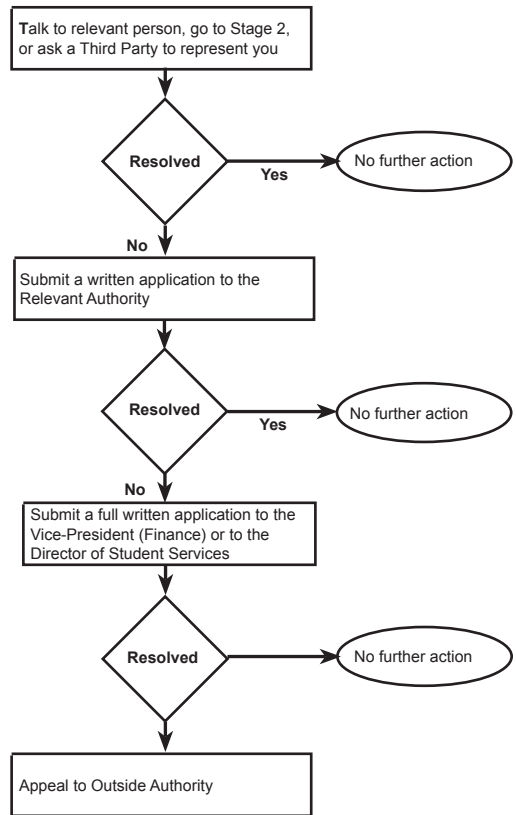 Talk to relevant person, go to Stage 2,
or ask a Third Party to represent you
Resolved
Yes
No further action
No
Submit a written application to the
Relevant Authority
Resolved
Yes
No further action
No
Submit a full written application to the
Vice-President (Finance) or to the
Director of Student Services
Resolved
No further action
Appeal to Outside Authority